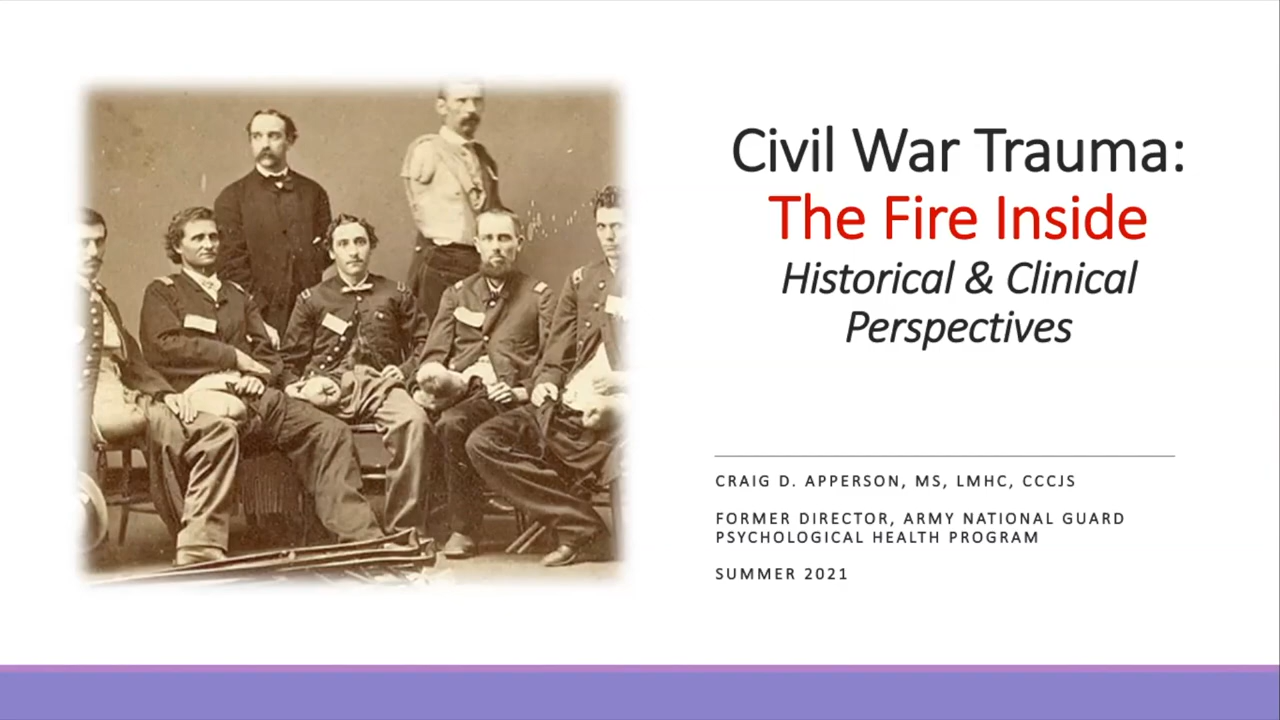 Civil War Trauma:
The Fire Inside
Historical & Clinical
Perspectives
CRAIG D. APPERSON, MS, LMHC, CCCJS
FORMER DIRECTOR, ARMY NATIONAL GUARD
PSYCHOLOGICAL HEALTH PROGRAM
SUMMER 2021